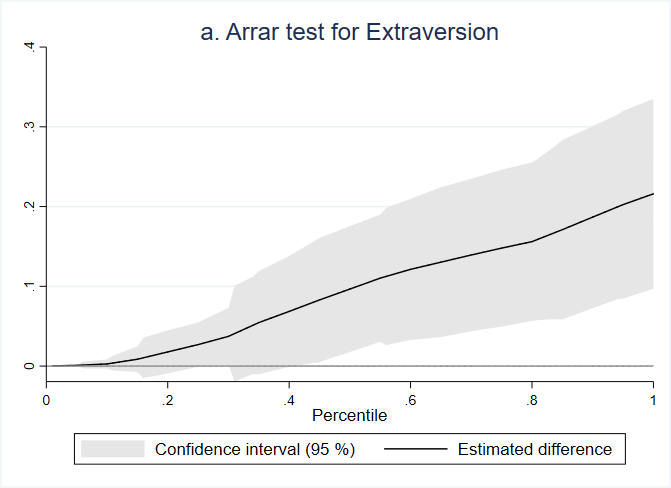 a. Arrar test for Extraversion
.4
.3
.2
.1
0
0 .2 .4 .6 .8 1
Percentile
Confidence interval (95 %) Estimated difference